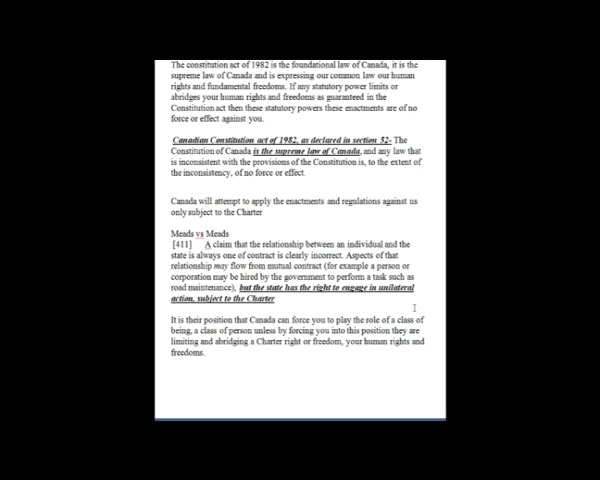 The constitution act of 1982 is the foundational law of Canada, it is the
supreme law of Canada and is expressing our common law our human
rights and fundamental freedoms. If any statutory power limits or
abridges your human rights and freedoms as guaranteed in the
Constitution act then these statutory powers these enactments are of no
force or effect against you.
Canadian Constitution act of 1982, as declared in section 52- The
Constitution of Canada is the supreme law of Canada, and any law that
is inconsistent with the provisions of the Constitution is, to the extent of
the inconsistency, of no force or effect.
Canada will attempt to apply the enactments and regulations against us
only subject to the Charter
Meads vs Meads
[411] A claim that the relationship between an individual and the
state is always one of contract is clearly incorrect. Aspects of that
relationship may flow from mutual contract (for example a person or
corporation may be hired by the government to perform a task such as
road maintenance), but the state has the right to engage in unilateral
action, subject to the Charter
It is their position that Canada can force you to play the role of a class of
being, a class of person unless by forcing you into this position they are
limiting and abridging a Charter right or freedom, your human rights and
freedoms.